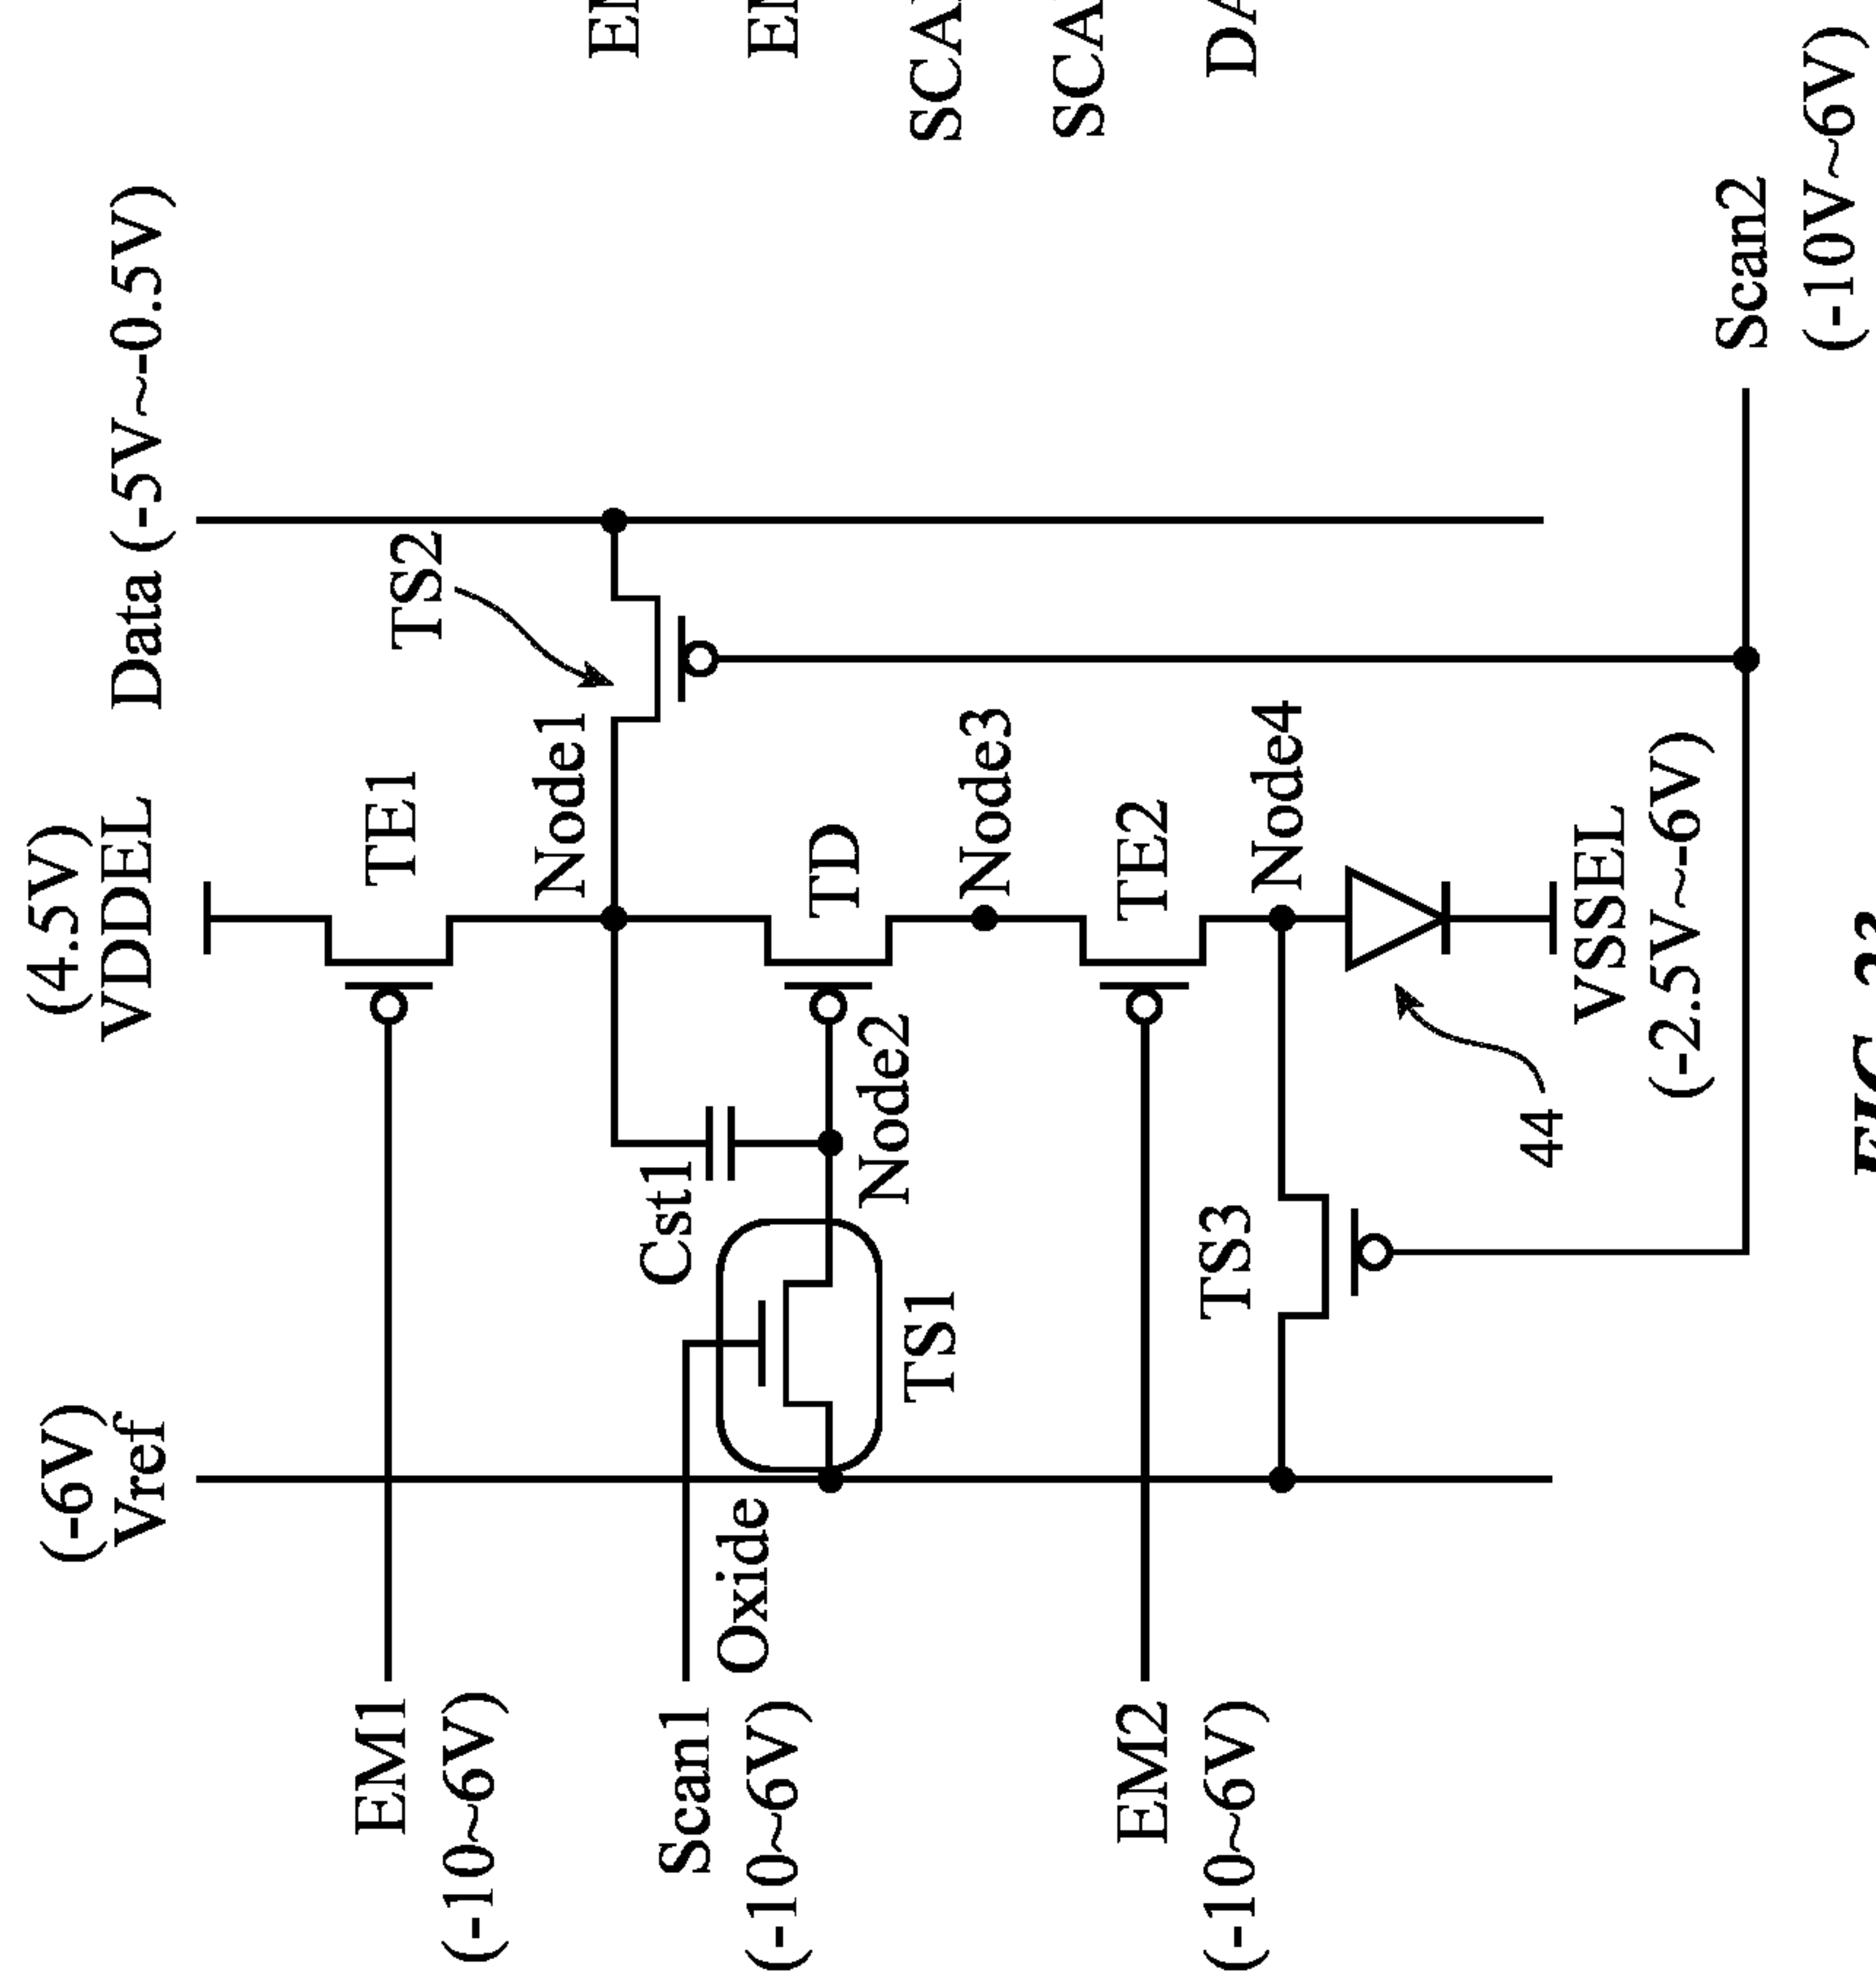 (-6V)
Vref
(4.5V)
VDDEL
Data (-5V~-0.5V)
EM1
(-10~6V)
TE1
TS2
Node1
Cst1
Scan1
(-10~6V)
Oxide
TS1
Node2
TD
Node3
EM2
(-10~6V)
TE2
TS3
Node4
44
VSSEL
(-2.5V~-6V)
Scan2
(-10V~6V)